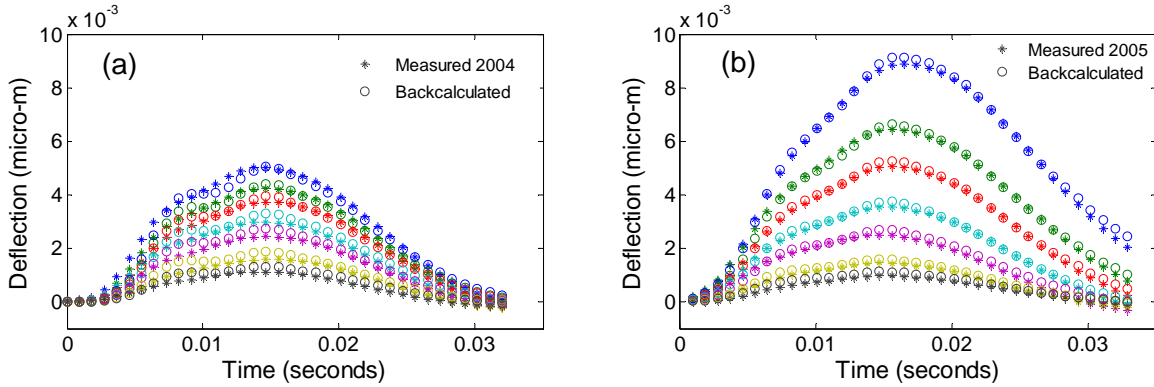 x 10⁻³
10
8
6
4
2
0
Deflection (micro-m)
(a)
Measured 2004
Backcalculated
0
0.01
0.02
0.03
Time (seconds)
x 10⁻³
10
8
6
4
2
0
Deflection (micro-m)
(b)
Measured 2005
Backcalculated
0
0.01
0.02
0.03
Time (seconds)